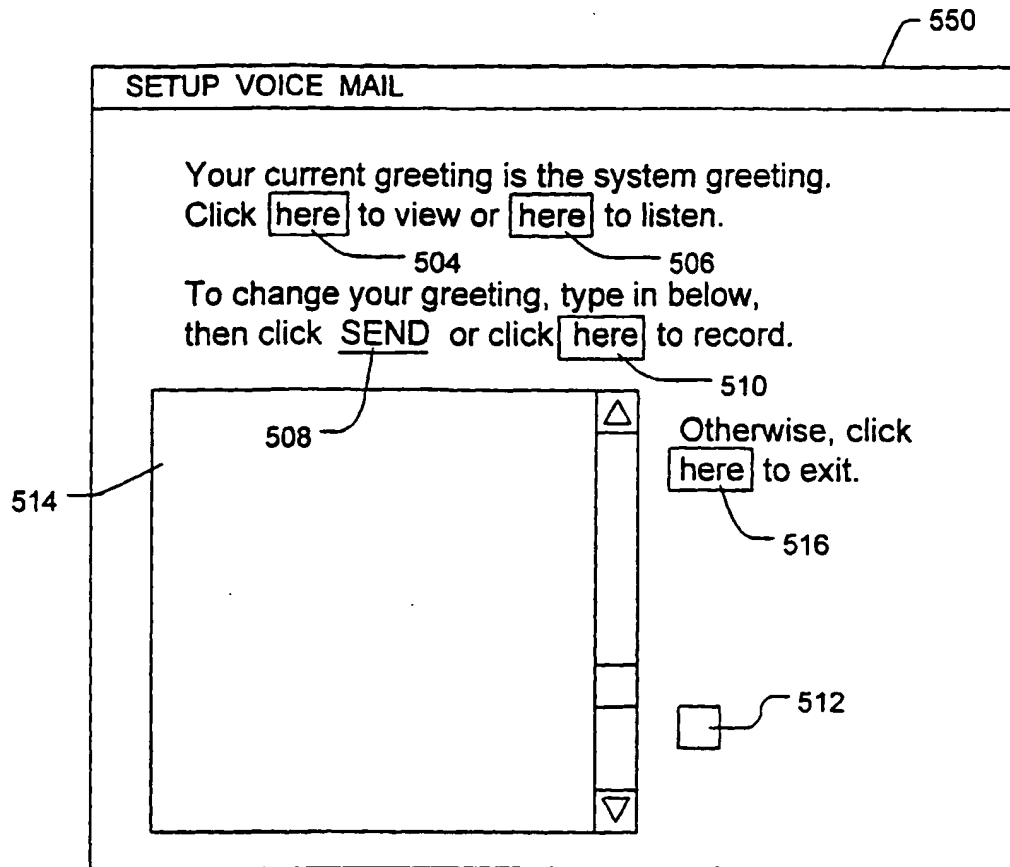 550
SETUP VOICE MAIL
Your current greeting is the system greeting.
Click here to view or here to listen.
504
506
To change your greeting, type in below,
then click SEND or click here to record.
510
508
Otherwise, click
here to exit.
514
516
512